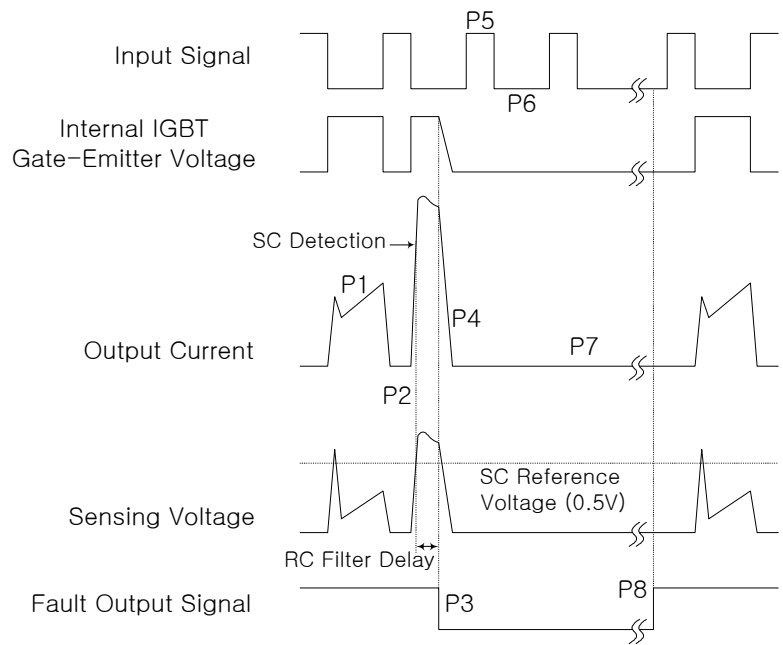 P5
Input Signal
P6
Internal IGBT
Gate-Emitter Voltage
SC Detection
P1
P4
Output Current
P7
P2
SC Reference
Voltage (0.5V)
Sensing Voltage
RC Filter Delay
Fault Output Signal
P3
P8